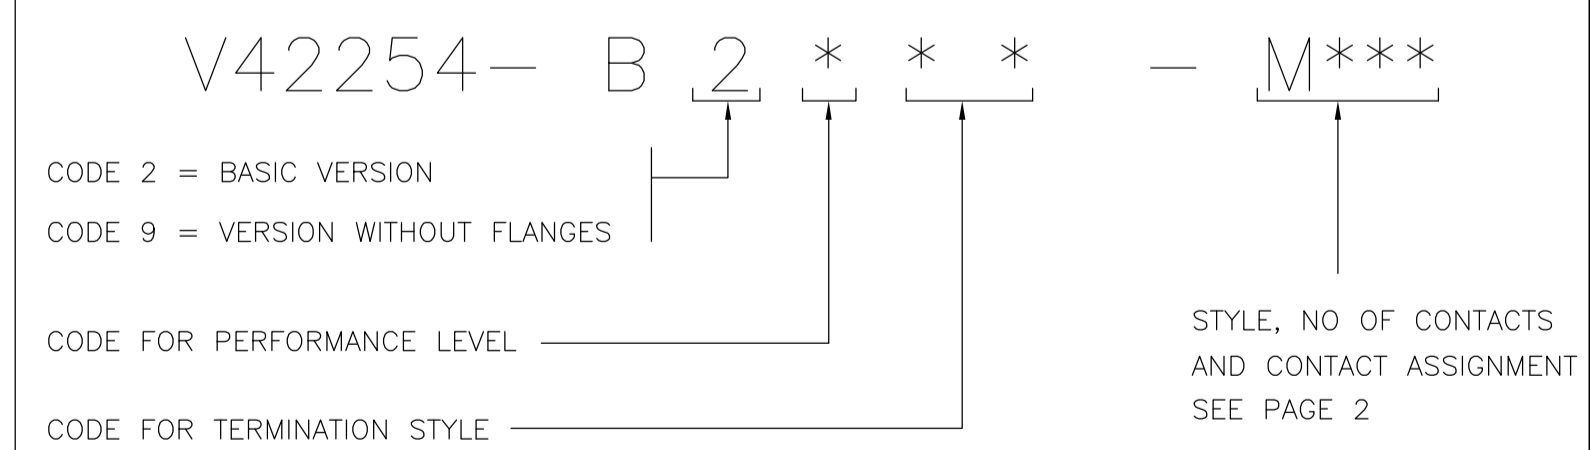 V42254- B 2 * * * - M***
CODE 2 = BASIC VERSION
CODE 9 = VERSION WITHOUT FLANGES
CODE FOR PERFORMANCE LEVEL
CODE FOR TERMINATION STYLE
STYLE, NO OF CONTACTS
AND CONTACT ASSIGNMENT
SEE PAGE 2